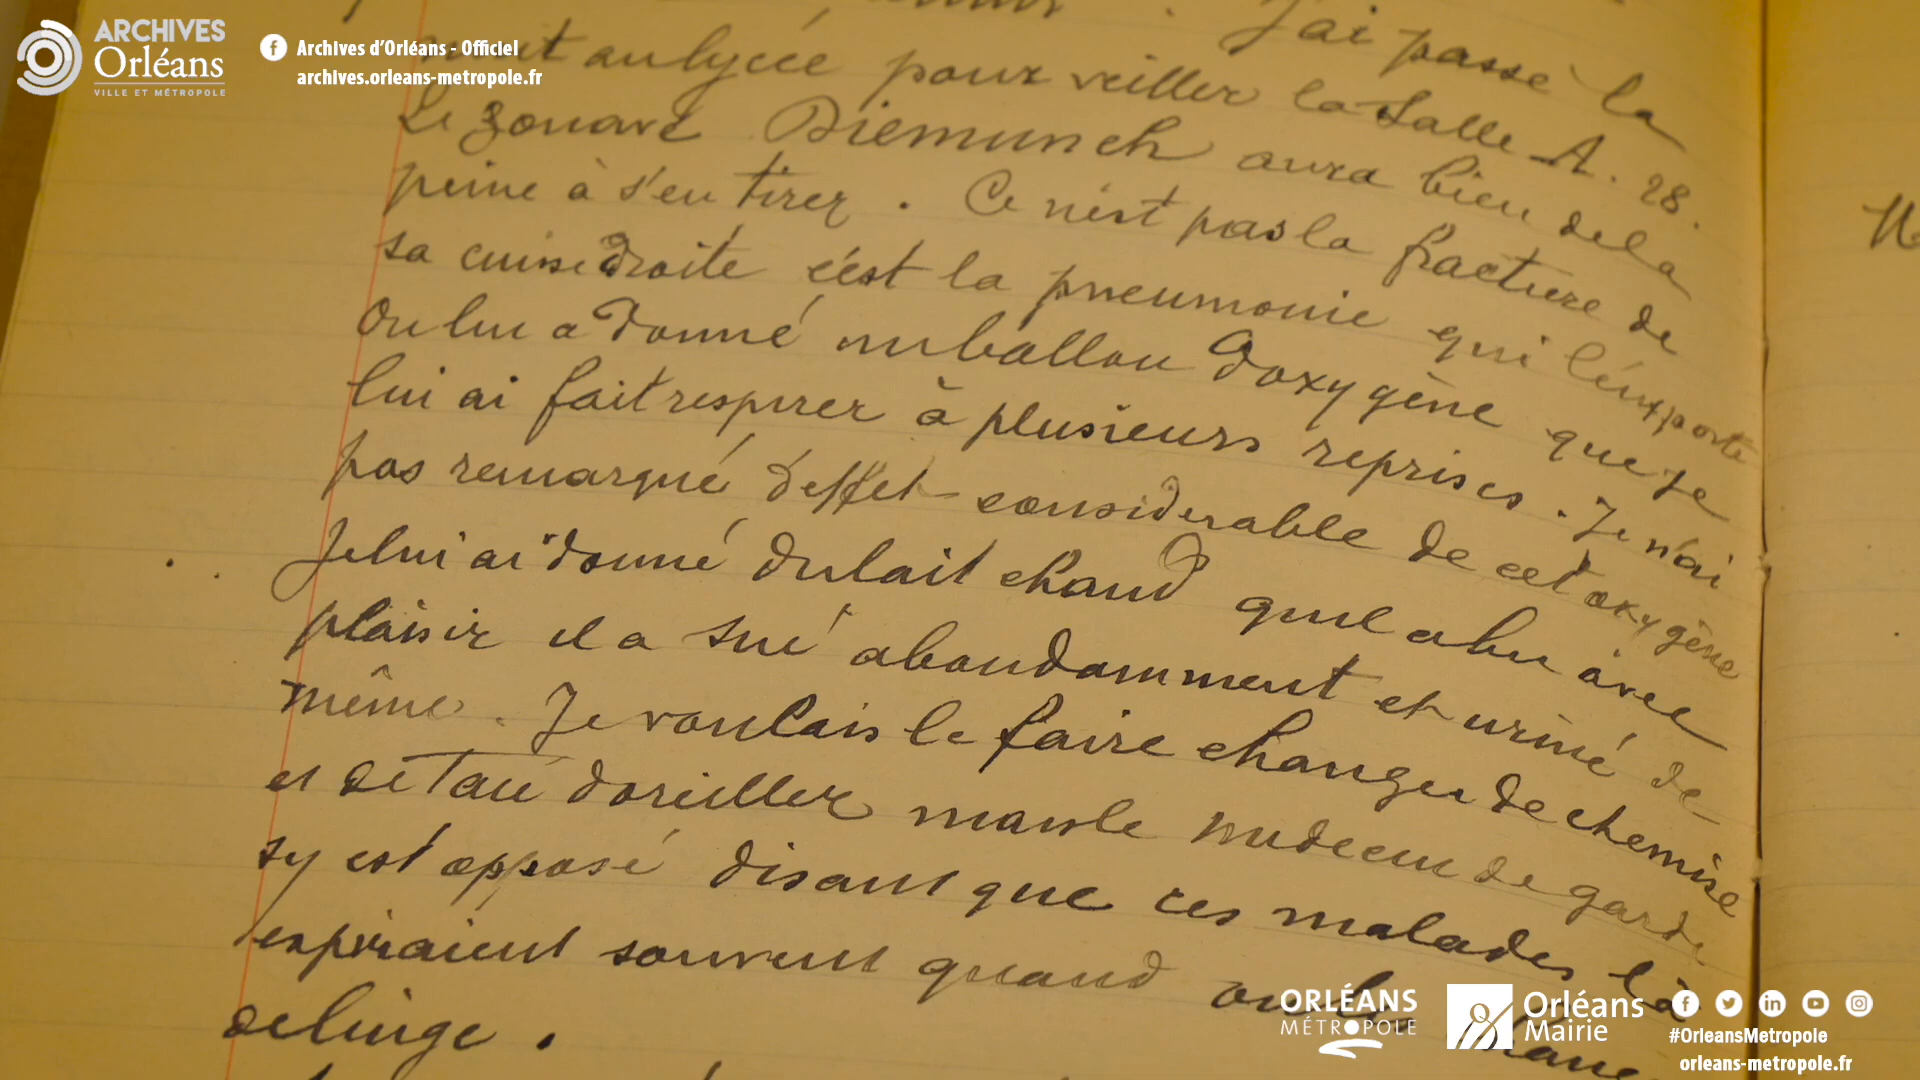 ARCHIVES
Orléans
VILLE ET MÉTROPOLE
Archives d'Orléans - Officiel
archives.orleans-metropole.fr
J'ai passé la
nuit au lycée pour veiller la salle A. 28.
Le zouave Diemunch aura bien de la
peine à s'en tirer. Ce n'est pas la fracture de
sa cuisse droite c'est la pneumonie qui l'emporte
On lui a donné un ballon d'oxygène que je
lui ai fait respirer à plusieurs reprises. Je n'ai
pas remarqué d'effet considerable de cet oxygène
Je lui ai donné du lait chaud qu'il a bu avec
plaisir il a sué abondamment et uriné de
même. Je voulais le faire changer de chemise
et de taie d'oreiller mais le médecin de garde
s'y est opposé disant que ces malades là
expiraient souvent quand on
de linge.
ORLÉANS
MÉTROPOLE
Orléans
Mairie
#OrleansMetropole
orleans-metropole.fr